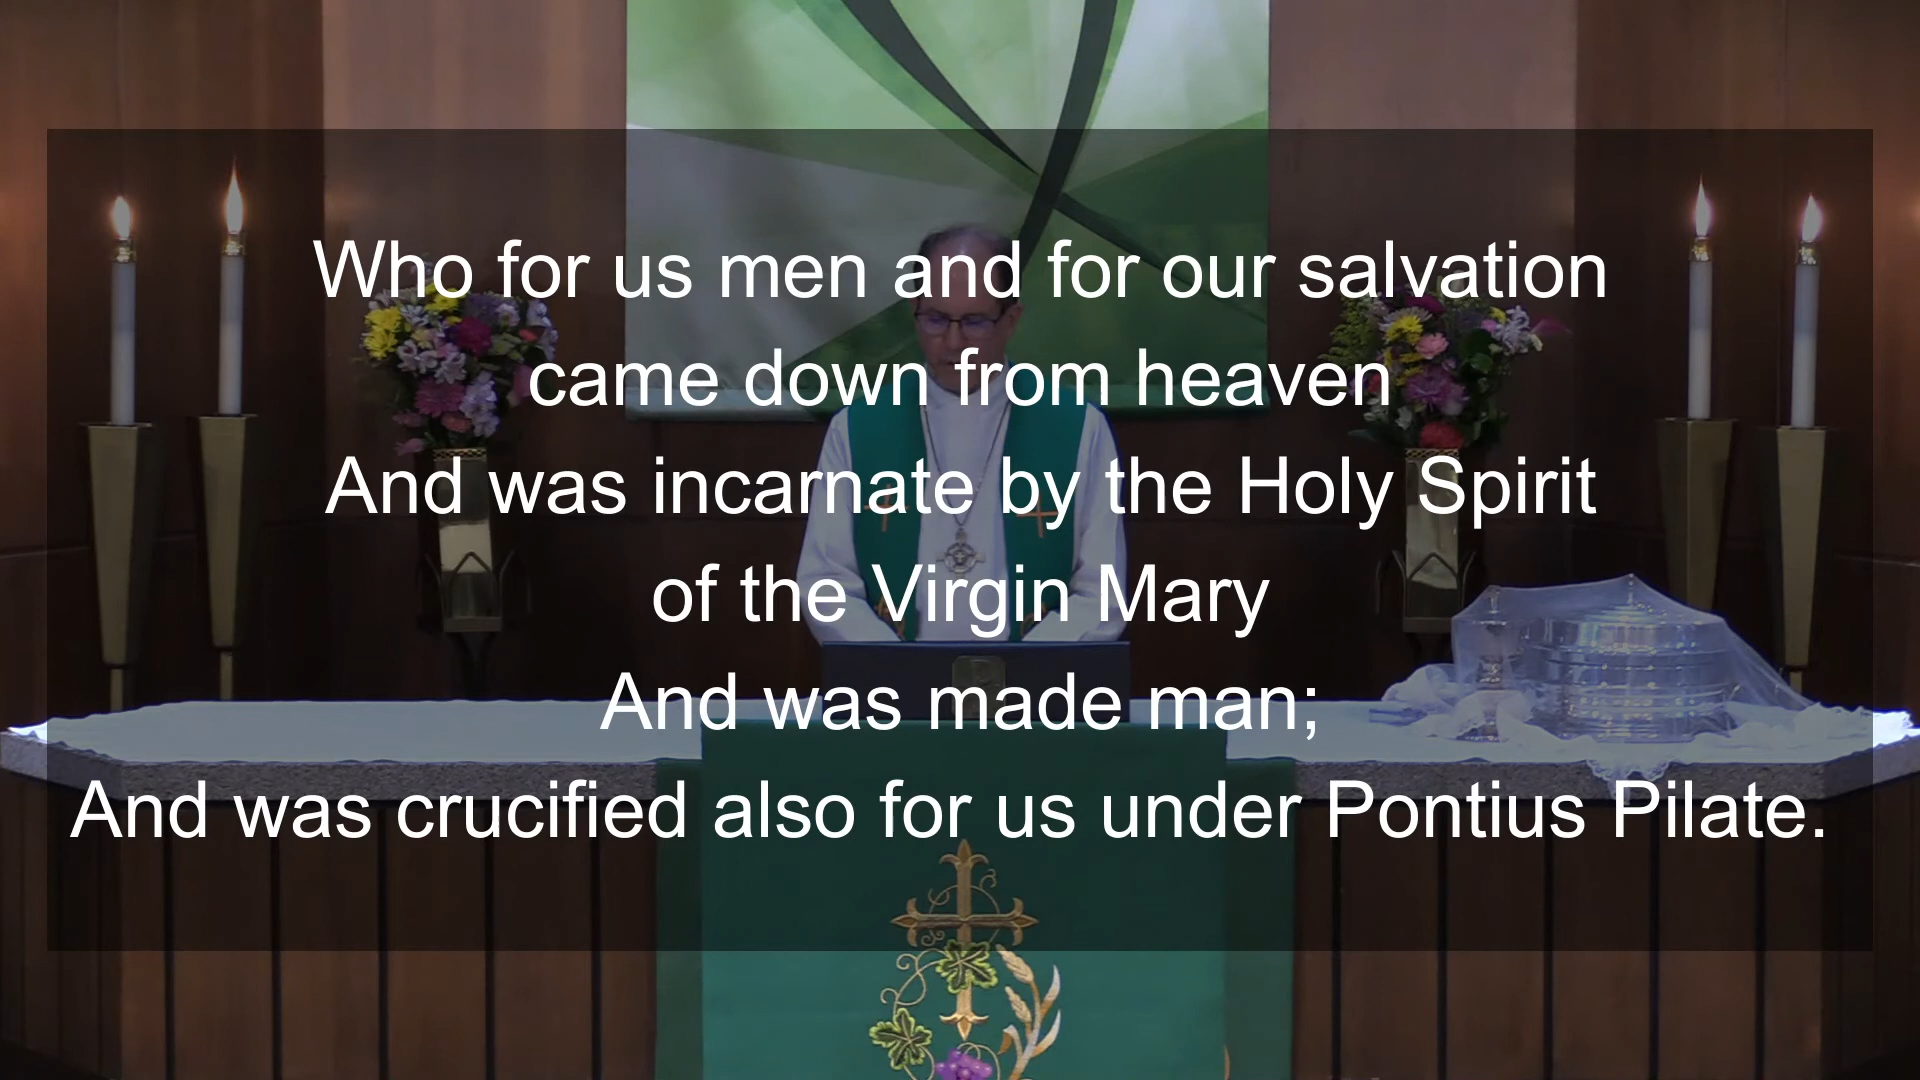 Who for us men and for our salvation
came down from heaven
And was incarnate by the Holy Spirit
of the Virgin Mary
And was made man;
And was crucified also for us under Pontius Pilate.